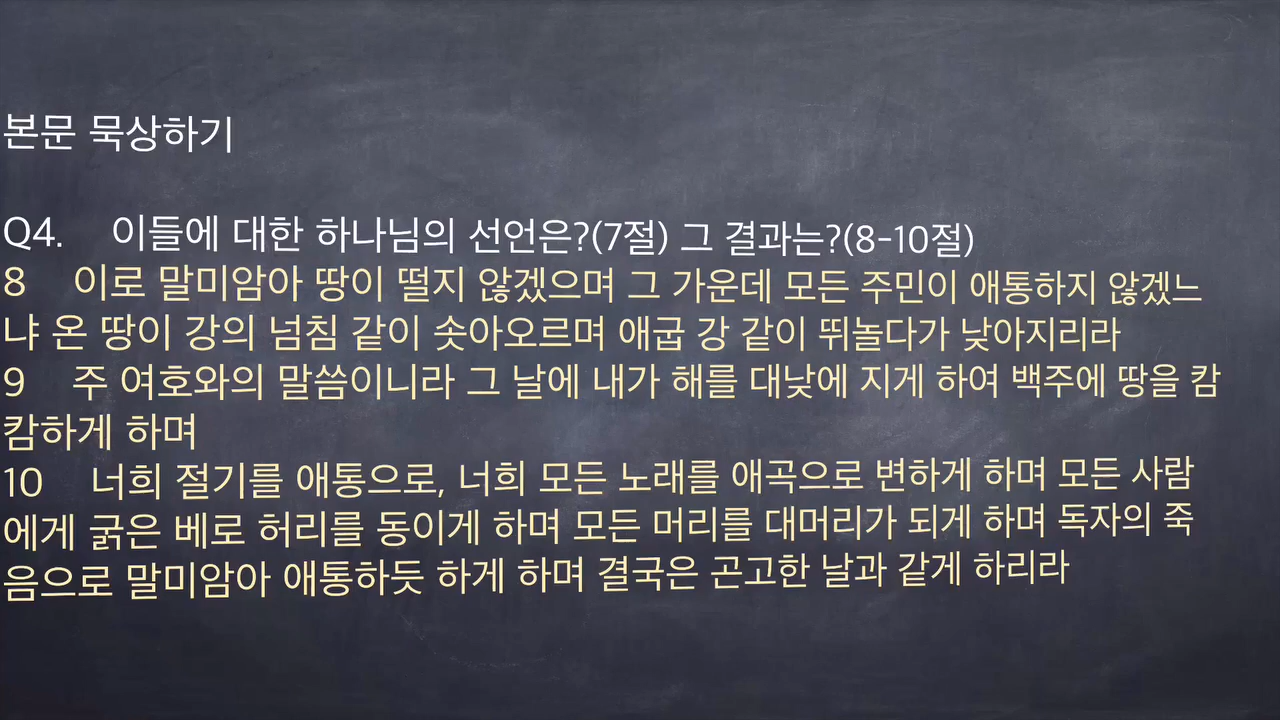 본문 묵상하기
Q4. 이들에 대한 하나님의 선언은?(7절) 그 결과는?(8-10절)
8 이로 말미암아 땅이 떨지 않겠으며 그 가운데 모든 주민이 애통하지 않겠느
냐 온 땅이 강의 넘침 같이 솟아오르며 애굽 강 같이 뛰놀다가 낮아지리라
9 주 여호와의 말씀이니라 그 날에 내가 해를 대낮에 지게 하여 백주에 땅을 캄
캄하게 하며
10 너희 절기를 애통으로, 너희 모든 노래를 애곡으로 변하게 하며 모든 사람
에게 굵은 베로 허리를 동이게 하며 모든 머리를 대머리가 되게 하며 독자의 죽
음으로 말미암아 애통하듯 하게 하며 결국은 곤고한 날과 같게 하리라